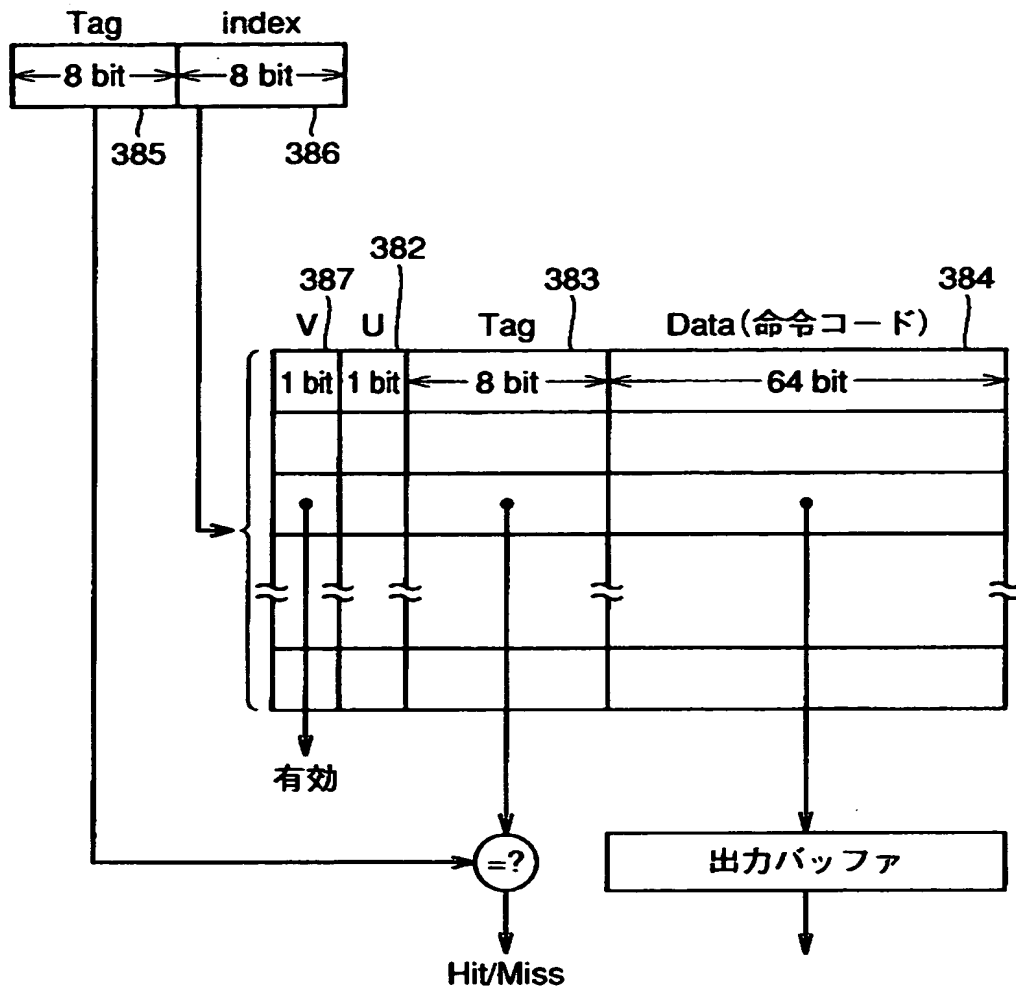 Tag index
8 bit 8 bit
385 386
387 382 383 384
V U Tag Data(命令コード)
1 bit 1 bit 8 bit 64 bit
有効
=? 出力バッファ
Hit/Miss